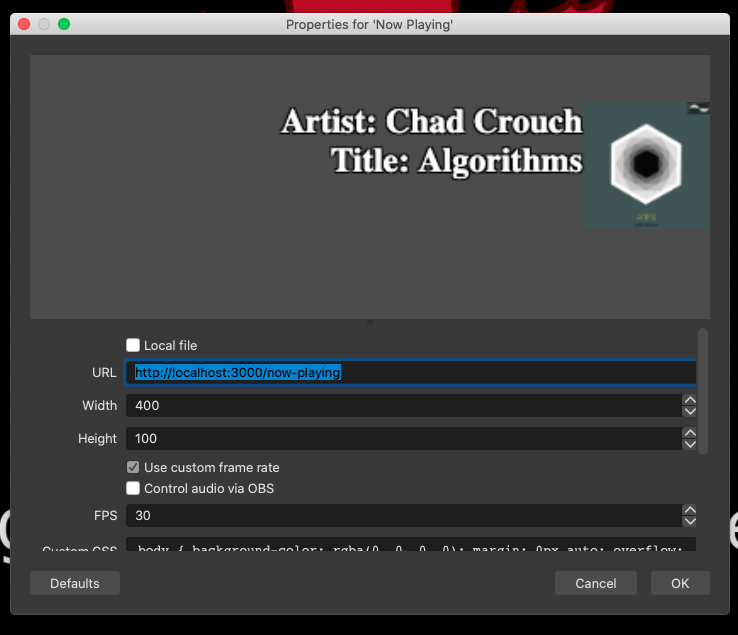 Properties for 'Now Playing'
Artist: Chad Crouch
Title: Algorithms
Local file
URL http://localhost:3000/now-playing
Width 400
Height 100
Use custom frame rate
Control audio via OBS
FPS 30
Custom CSS body { background-color: rgba(0, 0, 0, 0); margin: 0px auto; overflow:
Defaults Cancel OK